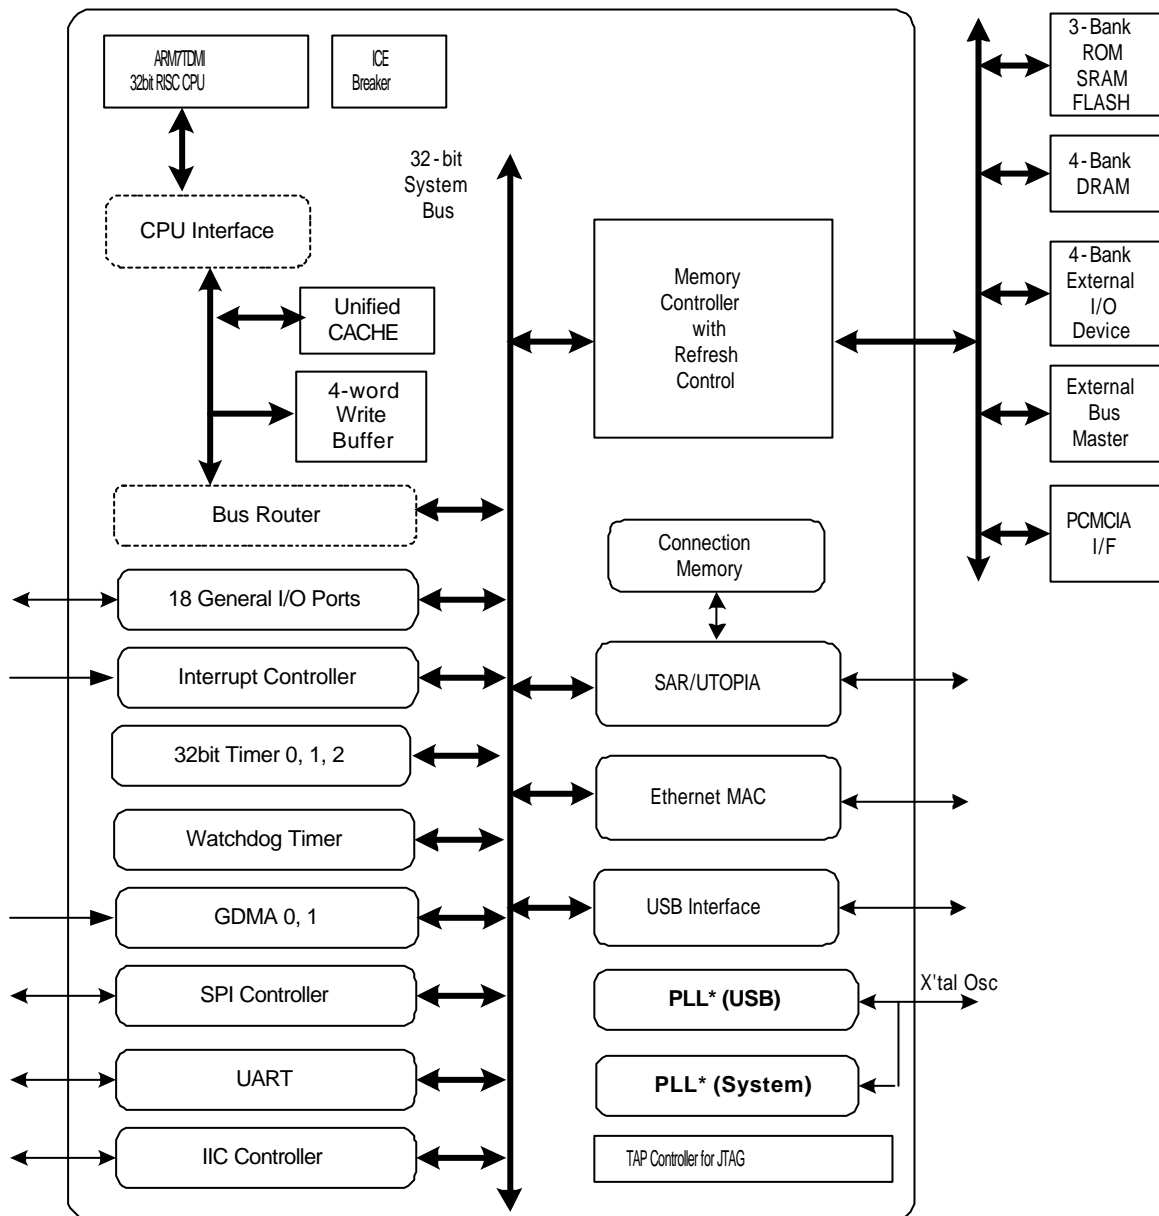 ARM7TDMI
32bit RISC CPU
ICE
Breaker
32-bit
System
Bus
CPU Interface
Unified
CACHE
4-word
Write
Buffer
Bus Router
18 General I/O Ports
Interrupt Controller
32bit Timer 0, 1, 2
Watchdog Timer
GDMA 0, 1
SPI Controller
UART
IIC Controller
Memory
Controller
with
Refresh
Control
Connection
Memory
SAR/UTOPIA
Ethernet MAC
USB Interface
PLL* (USB)
X'tal Osc
PLL* (System)
TAP Controller for JTAG
3-Bank
ROM
SRAM
FLASH
4-Bank
DRAM
4-Bank
External
I/O
Device
External
Bus
Master
PCMCIA
I/F